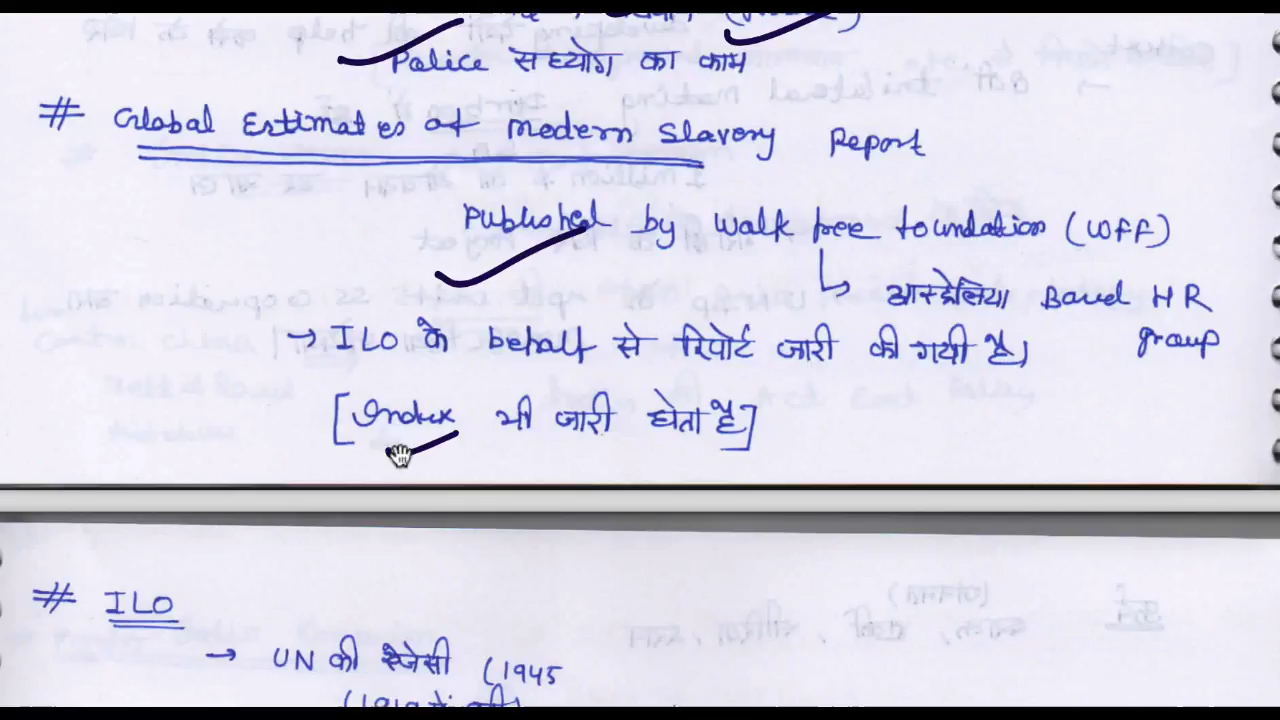 Police सहयोग का काम
# Global Estimates of Modern Slavery Report
Published by Walk free foundation (WFF)
↳ आस्ट्रेलिया Based HR group
→ ILO के behalf से रिपोर्ट जारी की गयी है।
[Index भी जारी होता है]
# ILO
→ UN की एजेंसी (1945